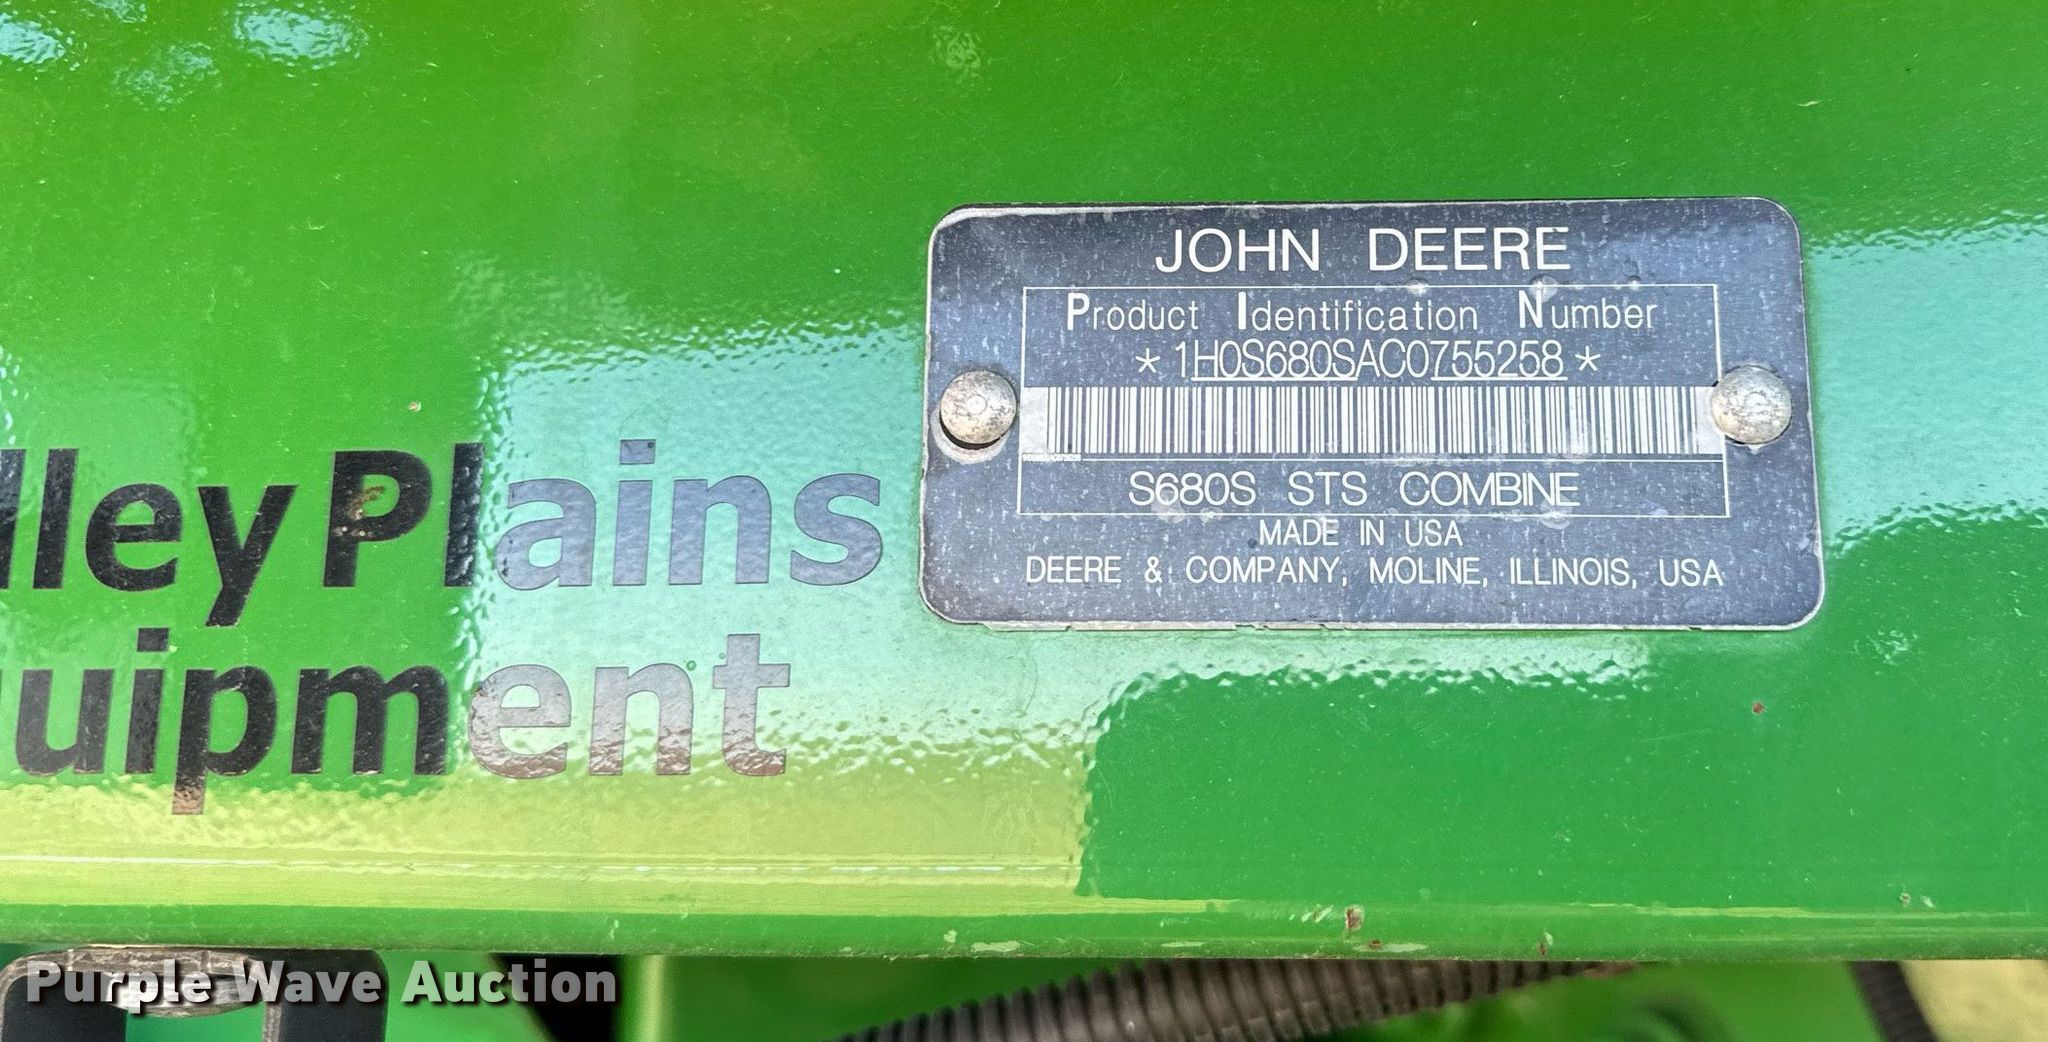 JOHN DEERE
Product Identification Number
*1H0S680SAC0755258*
S680S STS COMBINE
MADE IN USA
DEERE & COMPANY, MOLINE, ILLINOIS, USA
lley Plains
uipment
Purple Wave Auction